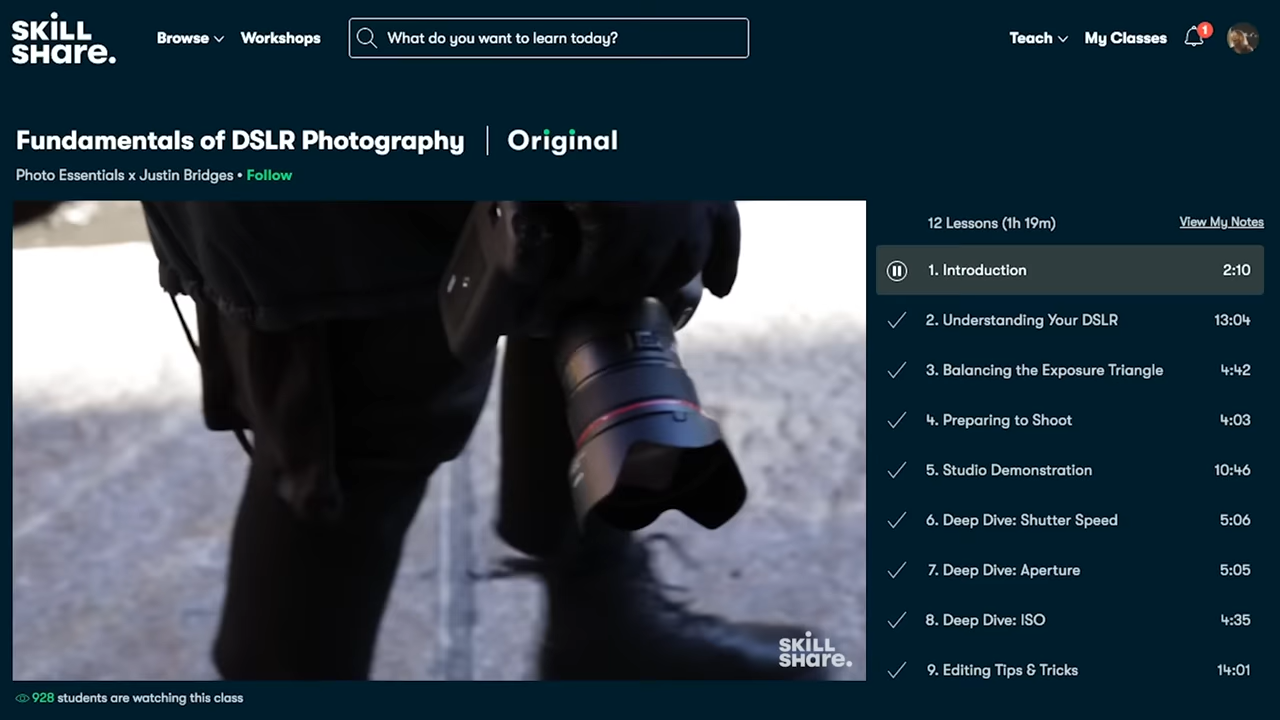 SKILL
SHare.
Browse
Workshops
What do you want to learn today?
Teach
My Classes
1
Fundamentals of DSLR Photography | Original
Photo Essentials x Justin Bridges • Follow
12 Lessons (1h 19m)
View My Notes
1. Introduction 2:10
2. Understanding Your DSLR 13:04
3. Balancing the Exposure Triangle 4:42
4. Preparing to Shoot 4:03
5. Studio Demonstration 10:46
6. Deep Dive: Shutter Speed 5:06
7. Deep Dive: Aperture 5:05
8. Deep Dive: ISO 4:35
9. Editing Tips & Tricks 14:01
SKILL
SHare.
928 students are watching this class